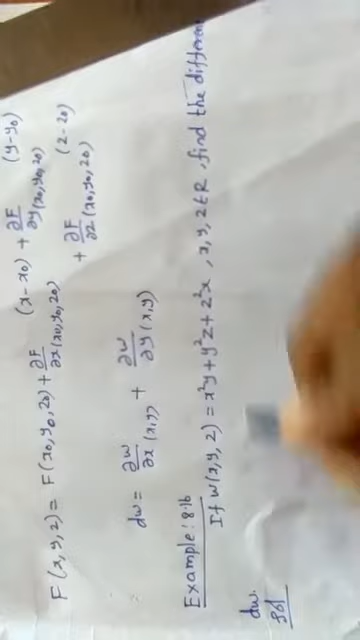 F(x,y,z) = F(x0,y0,z0) + ∂F/∂x(x0,y0,z0) (x-x0) + ∂F/∂y(x0,y0,z0) (y-y0)
+ ∂F/∂z(x0,y0,z0) (z-z0)
dw = ∂w/∂x(x,y) + ∂w/∂y(x,y)
Example: 8.16
If w(x,y,z) = x²y+y²z+z²x, x,y,z ∈ R, find the differen
dw.
Sol